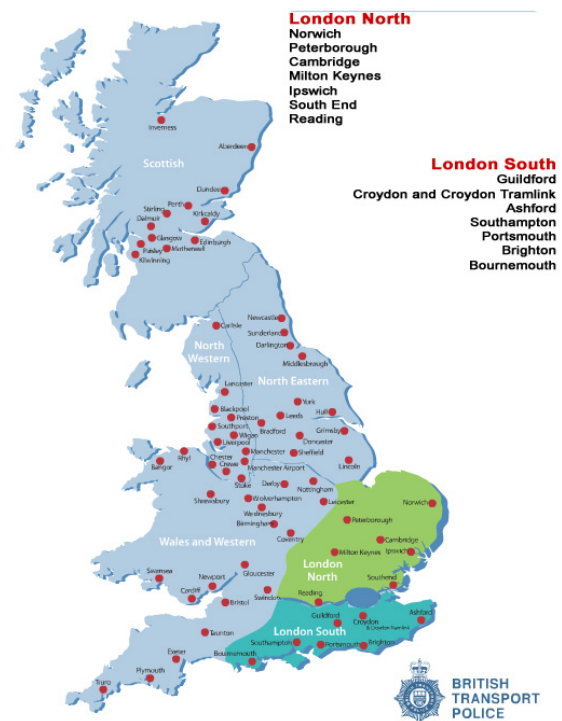 London North
Norwich
Peterborough
Cambridge
Milton Keynes
Ipswich
South End
Reading
London South
Guildford
Croydon and Croydon Tramlink
Ashford
Southampton
Portsmouth
Brighton
Bournemouth
Inverness
Aberdeen
Scottish
Dundee
Perth
Stirling
Kirkcaldy
Dalmuir
Glasgow
Edinburgh
Paisley
Motherwell
Kilwinning
Newcastle
Carlisle
Sunderland
North
Western
Darlington
Middlesbrough
North Eastern
Lancaster
York
Blackpool
Preston
Leeds
Hull
Southport
Bradford
Grimsby
Wigan
Doncaster
Liverpool
Manchester
Sheffield
Rhyl
Chester
Bangor
Crewe
Manchester Airport
Lincoln
Stoke
Derby
Nottingham
Shrewsbury
Wolverhampton
Leicester
Norwich
Wednesbury
Peterborough
Birmingham
Coventry
Cambridge
Wales and Western
Milton Keynes
Ipswich
London
North
Gloucester
Swansea
Newport
Southend
Cardiff
Swindon
Reading
Bristol
Guildford
Ashford
Croydon
& Croydon Tramlink
Taunton
London South
Southampton
Portsmouth
Brighton
Exeter
Bournemouth
Plymouth
Truro
BRITISH
TRANSPORT
POLICE